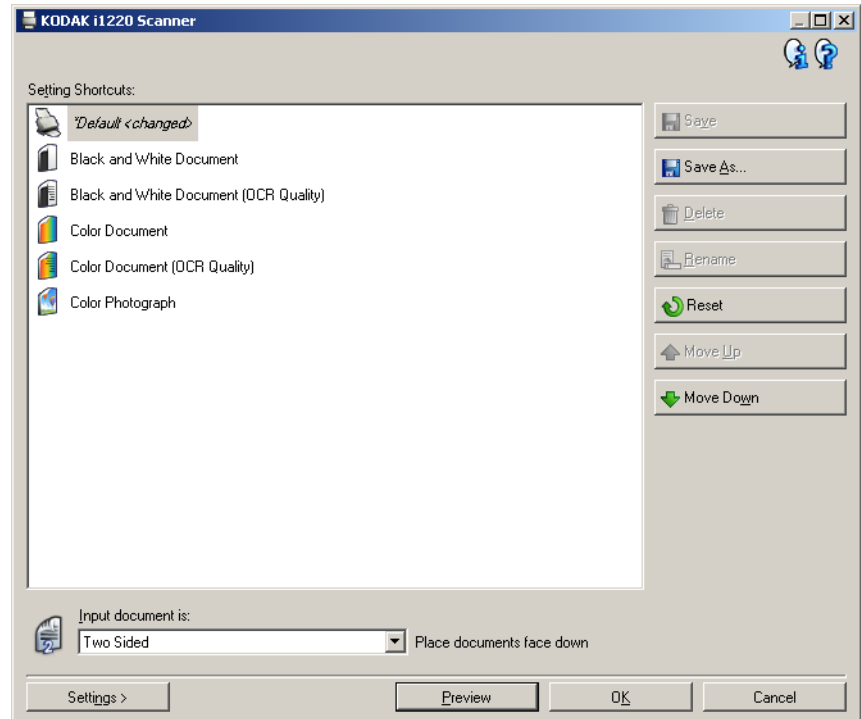 KODAK i1220 Scanner
Setting Shortcuts:
*Default <changed>
Black and White Document
Black and White Document (OCR Quality)
Color Document
Color Document (OCR Quality)
Color Photograph
Save
Save As...
Delete
Rename
Reset
Move Up
Move Down
Input document is:
2
Two Sided
Place documents face down
Settings >
Preview
OK
Cancel